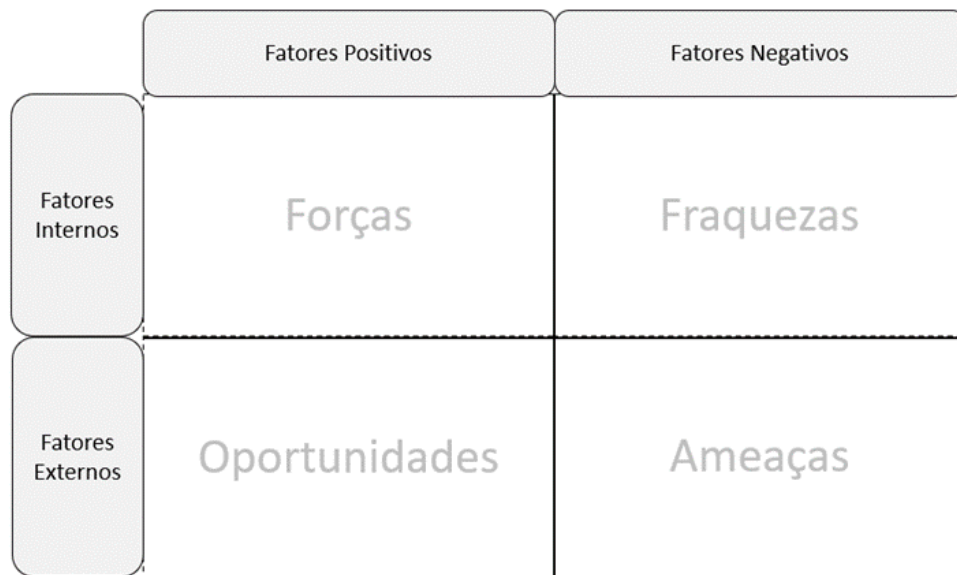 Fatores Positivos
Fatores Negativos
Fatores
Internos
Forças
Fraquezas
Fatores
Externos
Oportunidades
Ameaças